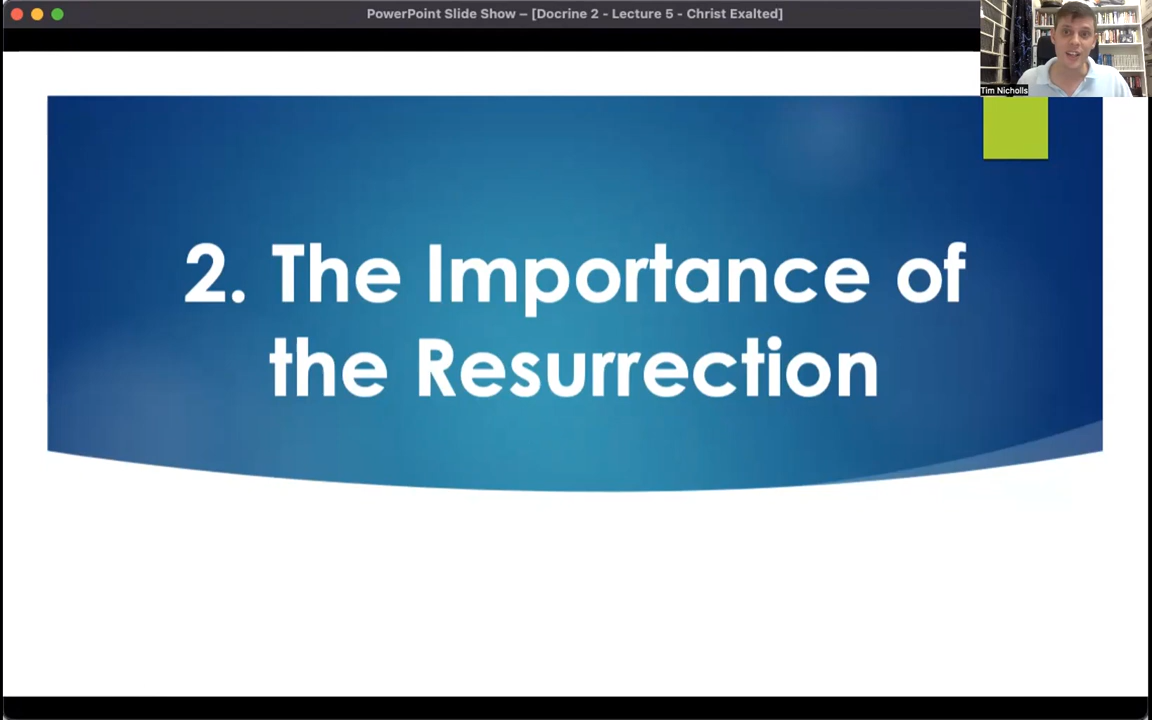 PowerPoint Slide Show – [Docrine 2 - Lecture 5 - Christ Exalted]
Tim Nicholls
2. The Importance of
the Resurrection